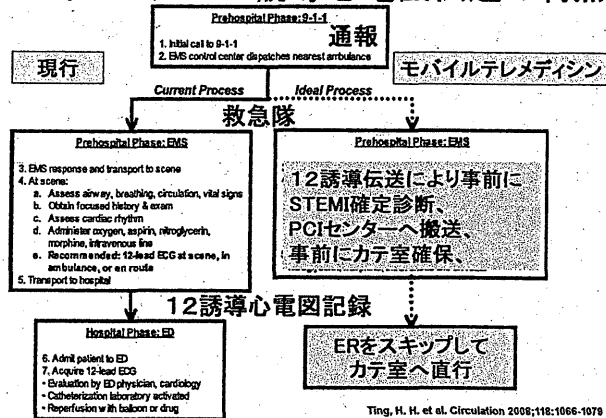 Prehospital Phase: 9-1-1
通報
1. Initial call to 9-1-1
2. EMS control center dispatches nearest ambulance
現行
モバイルテレメディシン
Current Process
Ideal Process
救急隊
Prehospital Phase: EMS
3. EMS response and transport to scene
4. At scene:
a. Assess airway, breathing, circulation, vital signs
b. Obtain focused history & exam
c. Assess cardiac rhythm
d. Administer oxygen, aspirin, nitroglycerin,
morphine, intravenous line
e. Recommended: 12-lead ECG at scene, in
ambulance, or en route
5. Transport to hospital
Prehospital Phase: EMS
12誘導伝送により事前に
STEMI確定診断、
PCIセンターへ搬送、
事前にカテ室確保、
12誘導心電図記録
Hospital Phase: ED
6. Admit patient to ED
7. Acquire 12-lead ECG
• Evaluation by ED physician, cardiology
• Catheterization laboratory activated
• Reperfusion with balloon or drug
ERをスキップして
カテ室へ直行
Ting, H. H. et al. Circulation 2008;118:1066-1079